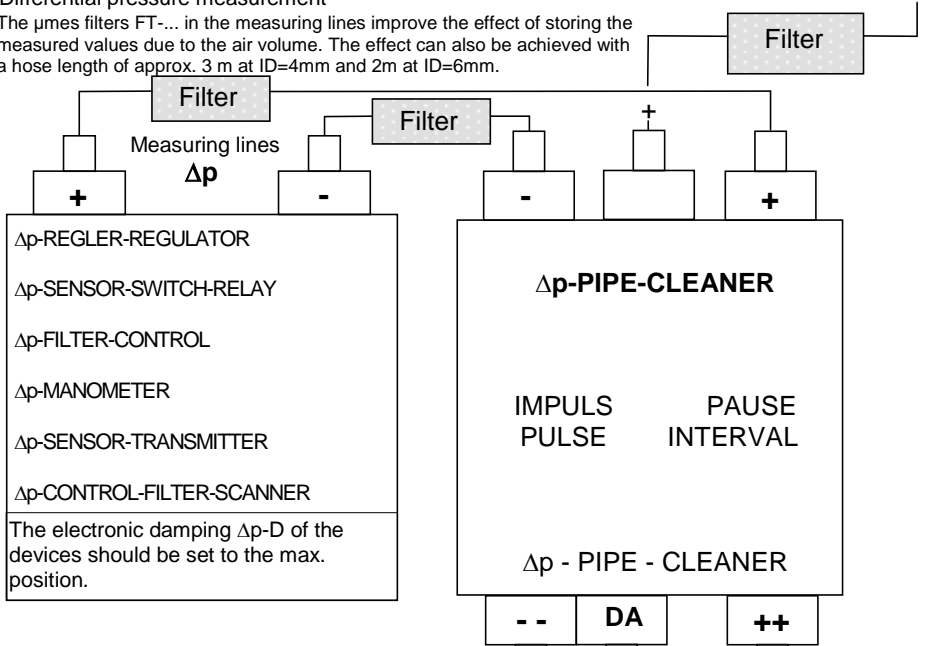 Differential pressure measurement
The µmes filters FT-... in the measuring lines improve the effect of storing the
measured values due to the air volume. The effect can also be achieved with
a hose length of approx. 3 m at ID=4mm and 2m at ID=6mm.
Filter
Filter
Filter
Measuring lines
Δp
+
+
-
-
+
Δp-REGLER-REGULATOR
Δp-SENSOR-SWITCH-RELAY
Δp-FILTER-CONTROL
Δp-MANOMETER
Δp-SENSOR-TRANSMITTER
Δp-CONTROL-FILTER-SCANNER
The electronic damping Δp-D of the
devices should be set to the max.
position.
Δp-PIPE-CLEANER
IMPULS PAUSE
PULSE INTERVAL
Δp - PIPE - CLEANER
- - DA ++